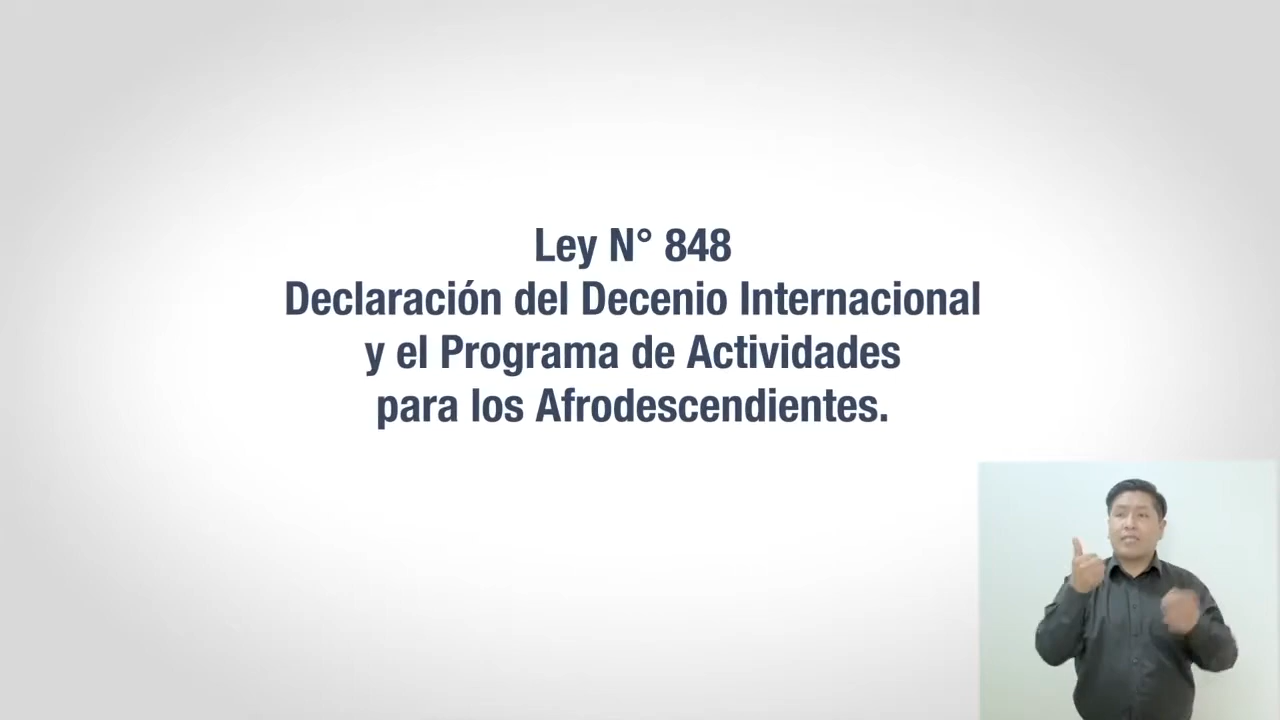 Ley N° 848
Declaración del Decenio Internacional
y el Programa de Actividades
para los Afrodescendientes.